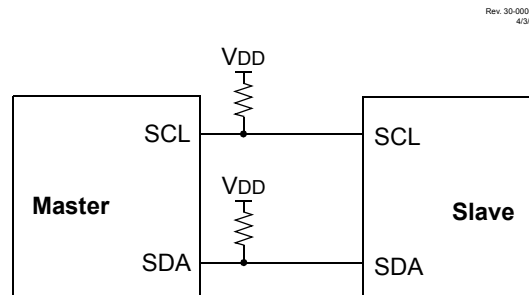 Rev. 30-000
4/3/
VDD
SCL
SCL
Master
VDD
Slave
SDA
SDA